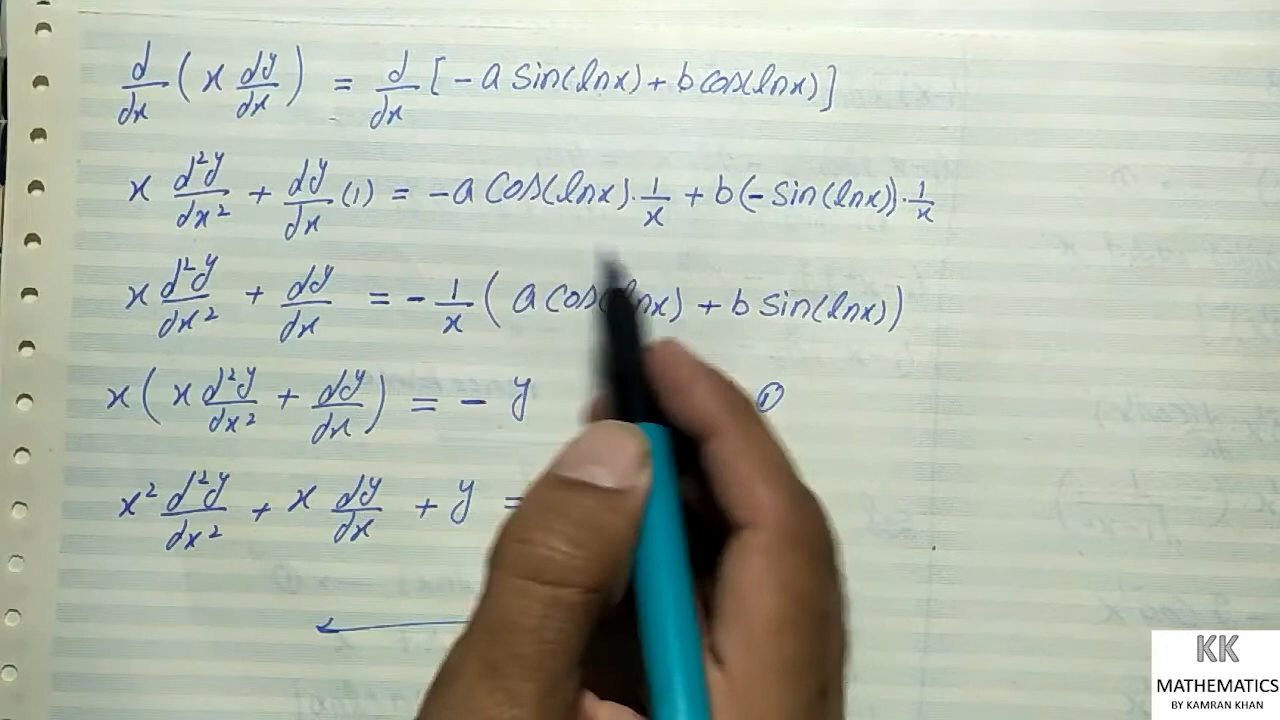 d/dx (x dy/dx) = d/dx [-a sin(lnx) + b cos(lnx)]
x d²y/dx² + dy/dx (1) = -a cos(lnx)·1/x + b(-sin(lnx))·1/x
x d²y/dx² + dy/dx = -1/x (a cos(lnx) + b sin(lnx))
x(x d²y/dx² + dy/dx) = -y ①
x² d²y/dx² + x dy/dx + y =
KK
MATHEMATICS
BY KAMRAN KHAN